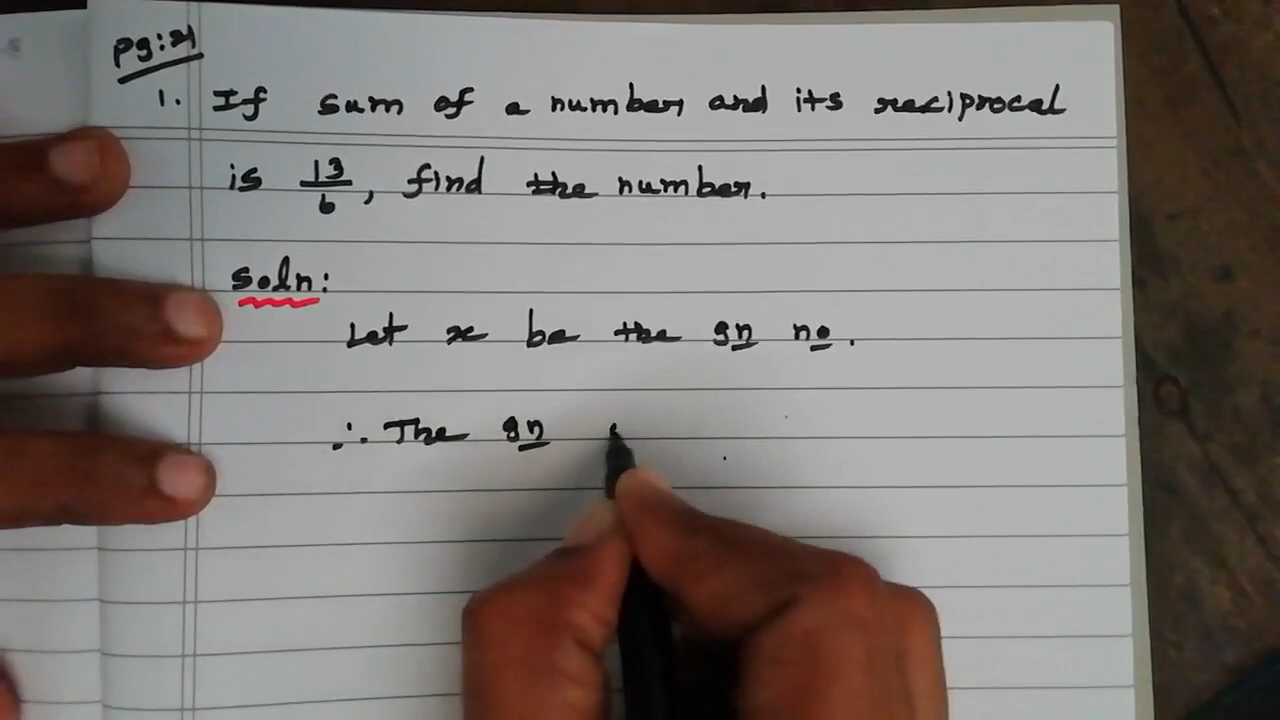 Pg:21
1. If sum of a number and its reciprocal
is 13/6, find the number.
Soln:
Let x be the gn no.
∴ The gn